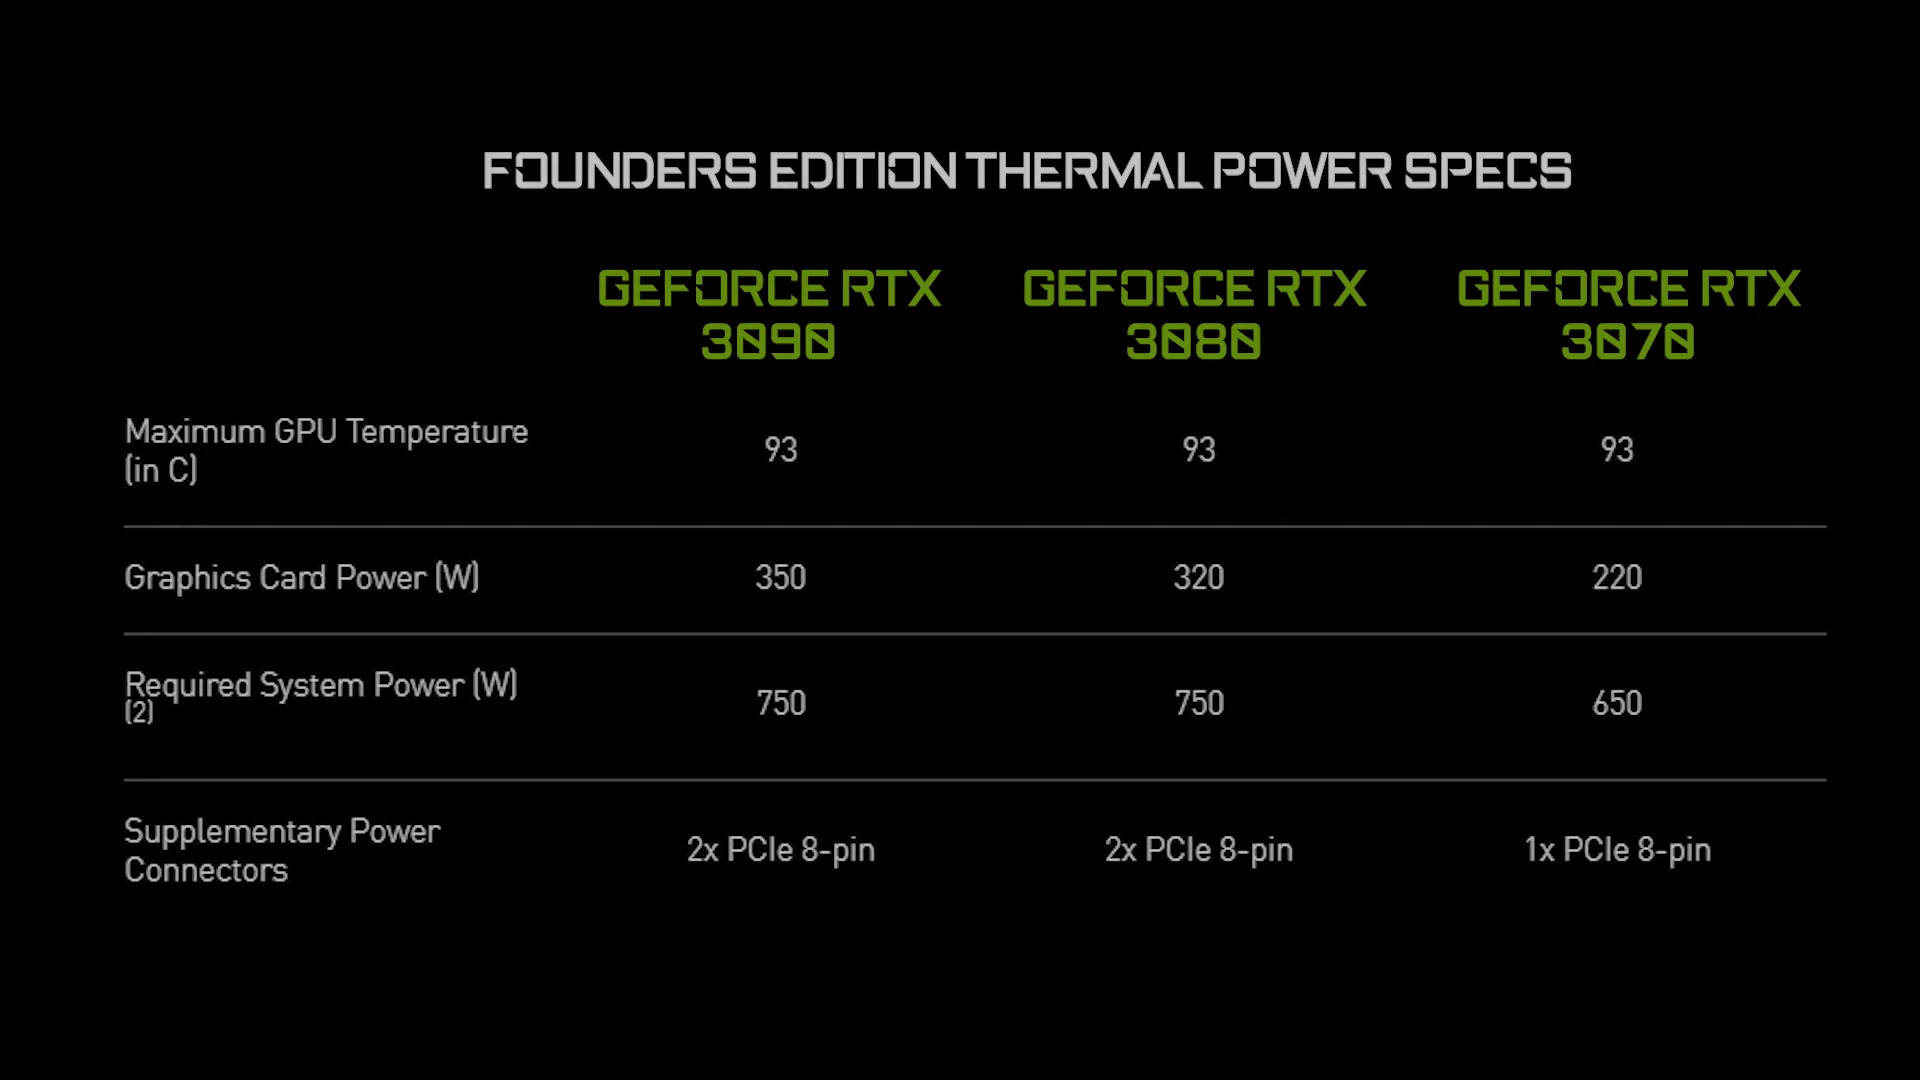 FOUNDERS EDITION THERMAL POWER SPECS
GEFORCE RTX 3090
GEFORCE RTX 3080
GEFORCE RTX 3070
Maximum GPU Temperature (in C) 93 93 93
Graphics Card Power (W) 350 320 220
Required System Power (W) (2) 750 750 650
Supplementary Power Connectors 2x PCIe 8-pin 2x PCIe 8-pin 1x PCIe 8-pin